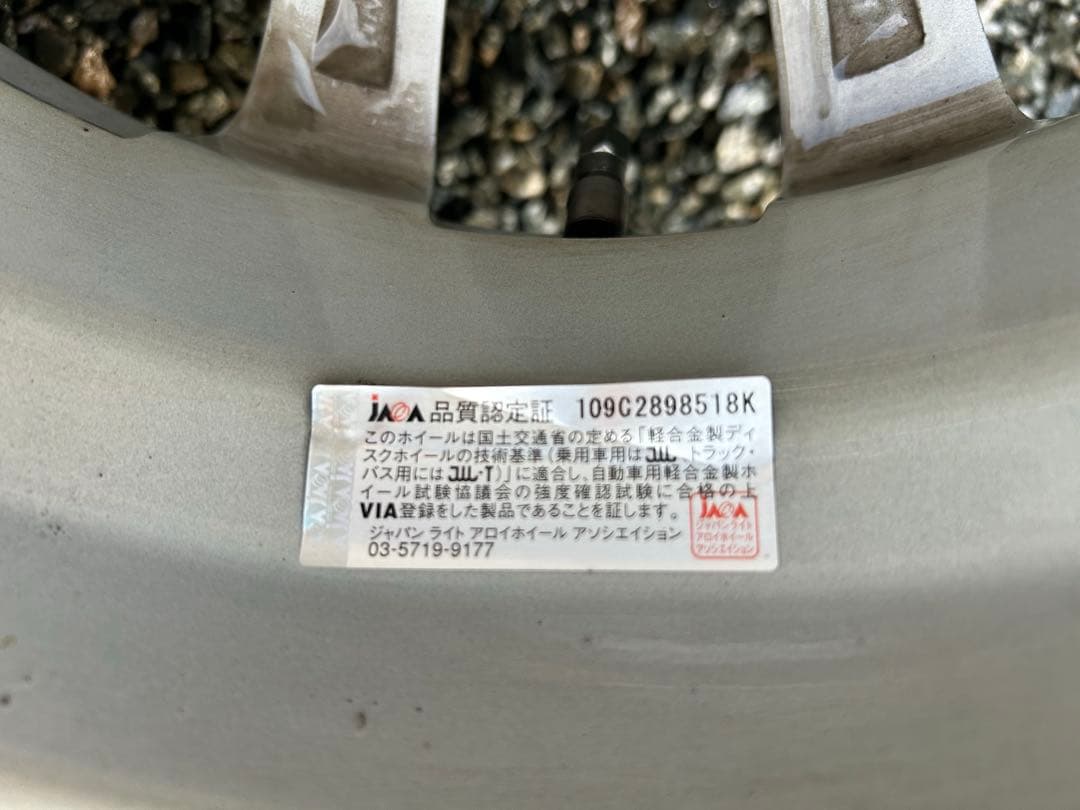 JAWA 品質認定証 109C2898518K
このホイールは国土交通省の定める「軽合金製ディ
スクホイールの技術基準(乗用車用はJWL トラック・
バス用にはJWL-T)」に適合し、自動車用軽合金製ホ
イール試験協議会の強度確認試験に合格の上
VIA登録をした製品であることを証します。
ジャパン ライト アロイホイール アソシエイション
03-5719-9177
JAWA
ジャパンライト
アロイホイール
アソシエイション